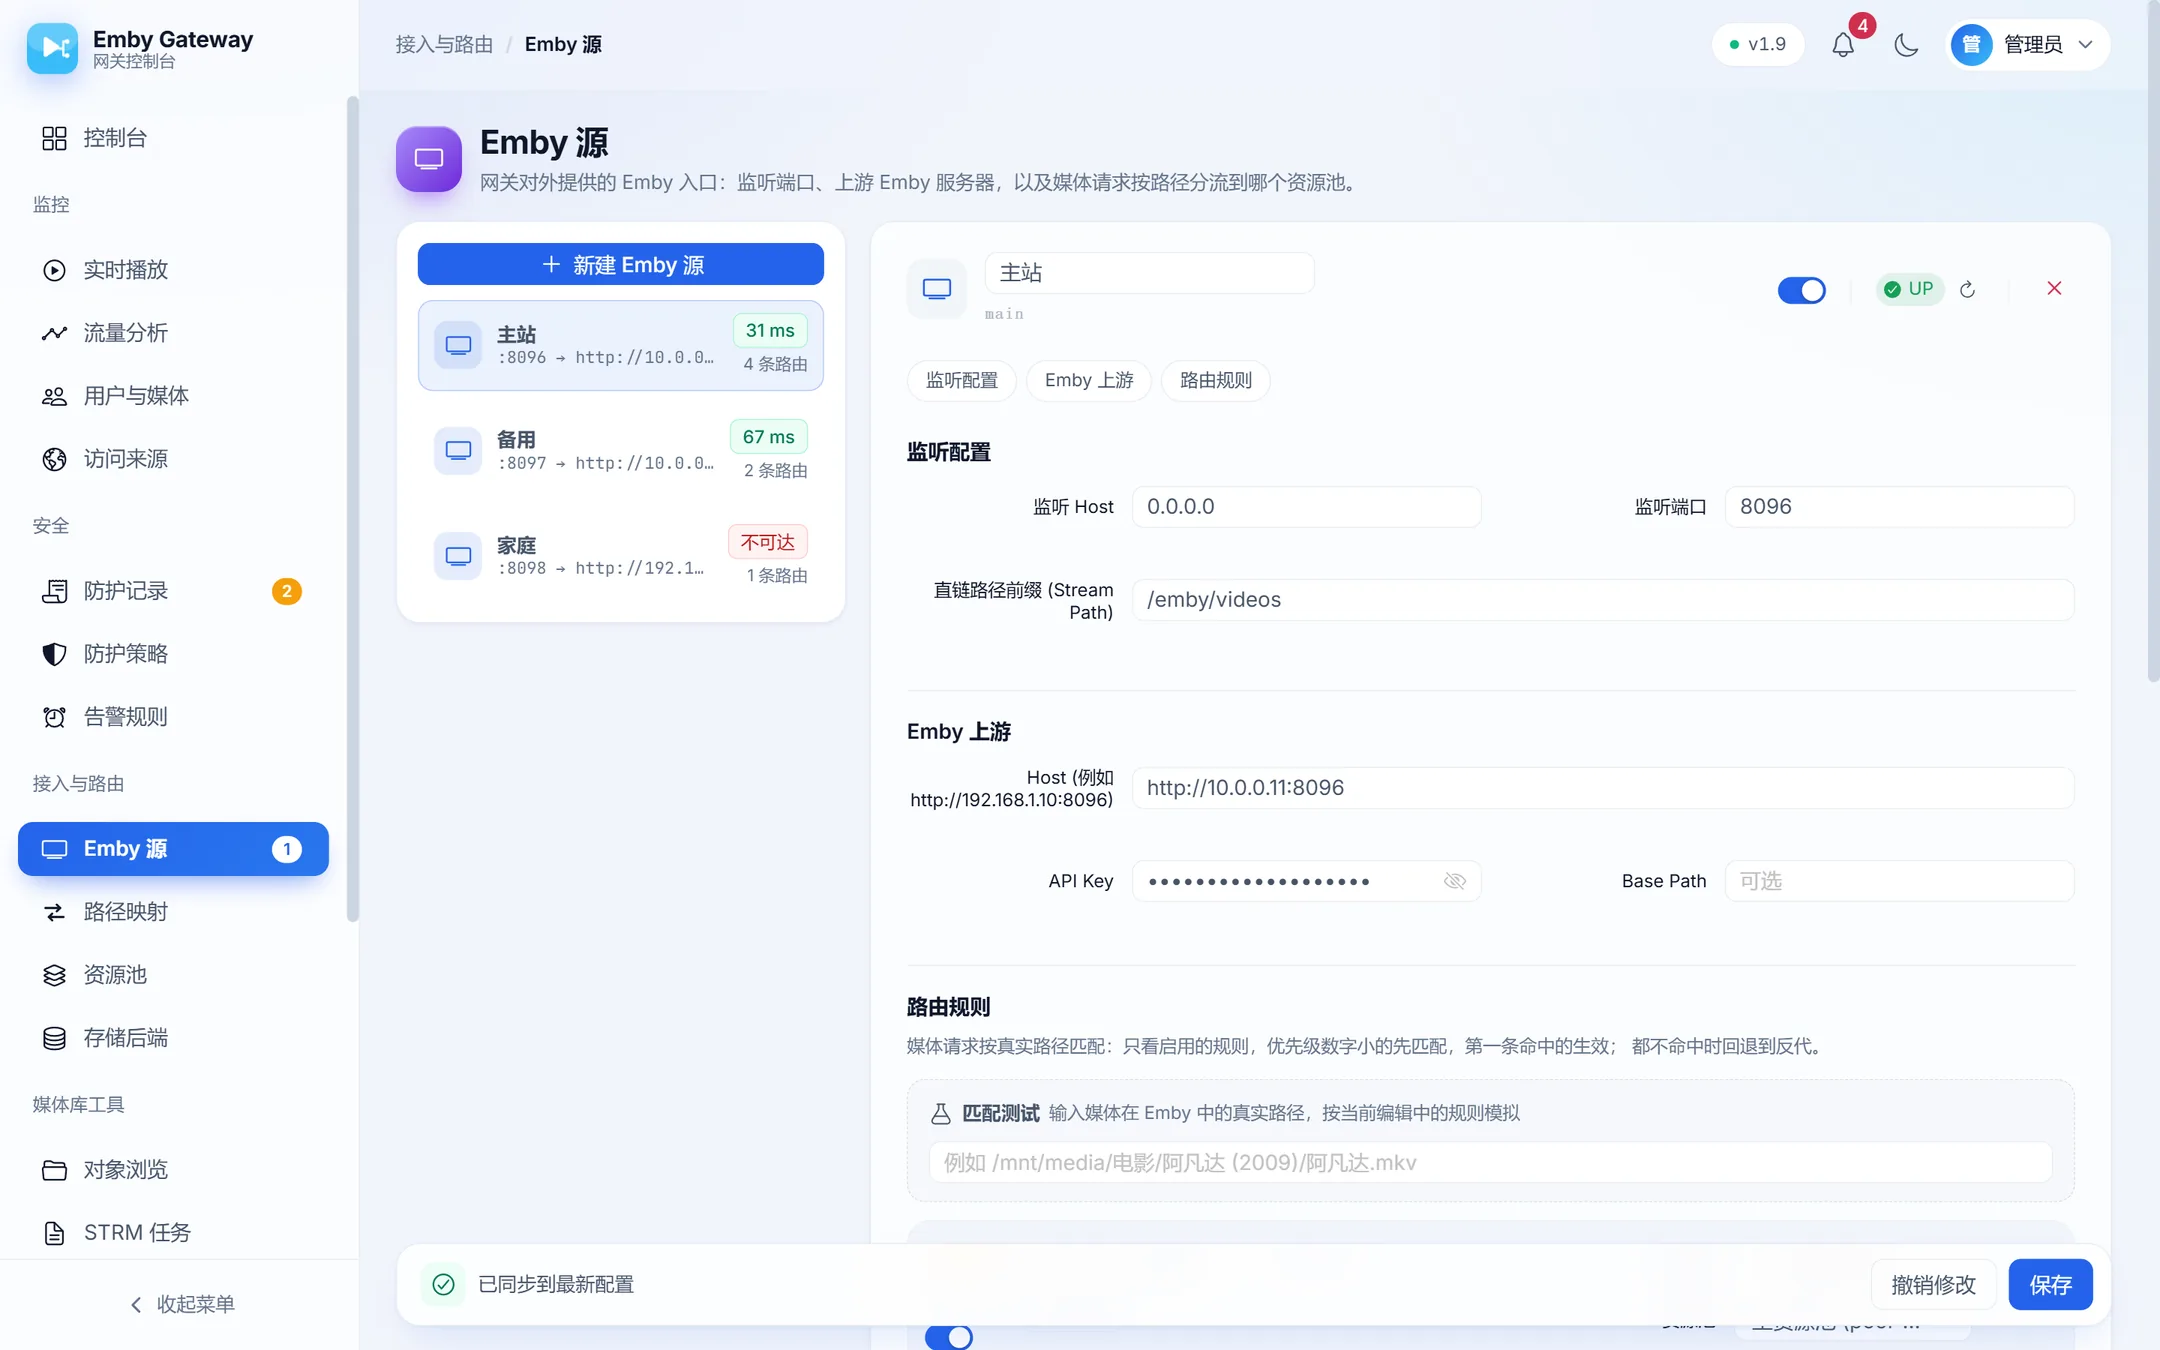 Emby Gateway
网关控制台
控制台
监控
实时播放
流量分析
用户与媒体
访问来源
安全
防护记录 2
防护策略
告警规则
接入与路由
Emby 源 1
路径映射
资源池
存储后端
媒体库工具
对象浏览
STRM 任务
收起菜单
接入与路由 / Emby 源
v1.9
4
管 管理员
Emby 源
网关对外提供的 Emby 入口：监听端口、上游 Emby 服务器，以及媒体请求按路径分流到哪个资源池。
新建 Emby 源
主站 31 ms
:8096 → http://10.0.0… 4 条路由
备用 67 ms
:8097 → http://10.0.0… 2 条路由
家庭 不可达
:8098 → http://192.1… 1 条路由
主站
main
UP
监听配置 Emby 上游 路由规则
监听配置
监听 Host 0.0.0.0 监听端口 8096
直链路径前缀 (Stream
Path)
/emby/videos
Emby 上游
Host (例如
http://192.168.1.10:8096)
http://10.0.0.11:8096
API Key •••••••••••••••••••
Base Path 可选
路由规则
媒体请求按真实路径匹配：只看启用的规则，优先级数字小的先匹配，第一条命中的生效； 都不命中时回退到反代。
匹配测试 输入媒体在 Emby 中的真实路径，按当前编辑中的规则模拟
例如 /mnt/media/电影/阿凡达 (2009)/阿凡达.mkv
已同步到最新配置
撤销修改 保存